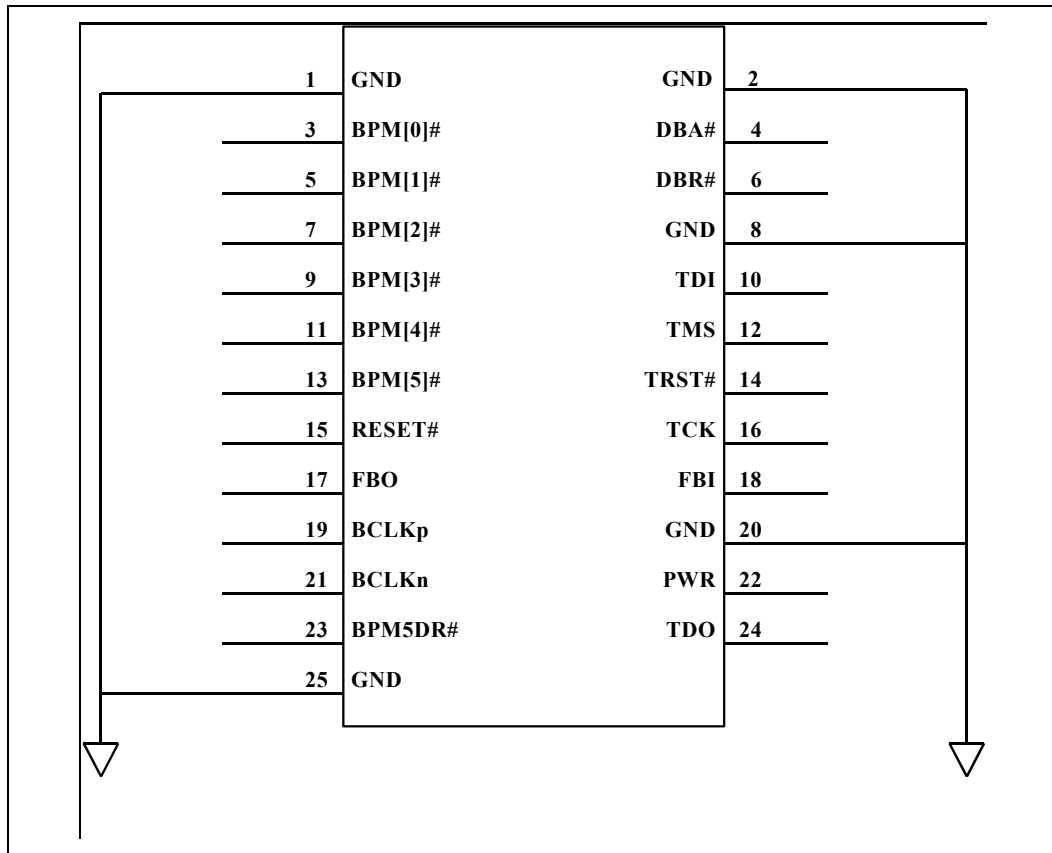 1 GND GND 2
3 BPM[0]# DBA# 4
5 BPM[1]# DBR# 6
7 BPM[2]# GND 8
9 BPM[3]# TDI 10
11 BPM[4]# TMS 12
13 BPM[5]# TRST# 14
15 RESET# TCK 16
17 FBO FBI 18
19 BCLKp GND 20
21 BCLKn PWR 22
23 BPM5DR# TDO 24
25 GND